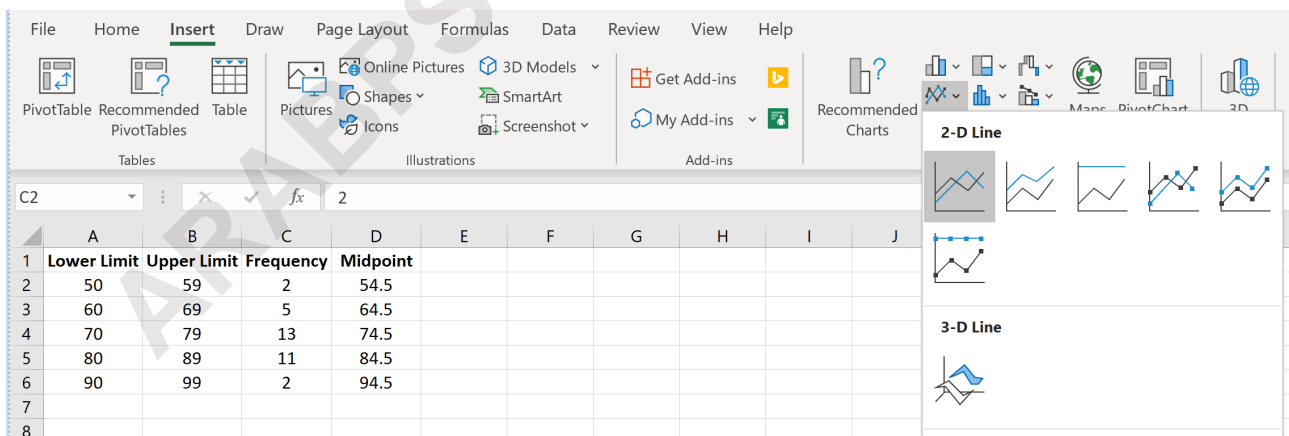 File Home Insert Draw Page Layout Formulas Data Review View Help
PivotTable Recommended PivotTables Table
Tables
Pictures Online Pictures Shapes Icons 3D Models SmartArt Screenshot
Illustrations
Get Add-ins
My Add-ins
Add-ins
Recommended Charts
Maps PivotChart 3D
2-D Line
3-D Line
C2 fx 2
A B C D E F G H I J
1 Lower Limit Upper Limit Frequency Midpoint
2 50 59 2 54.5
3 60 69 5 64.5
4 70 79 13 74.5
5 80 89 11 84.5
6 90 99 2 94.5
7
8
ARABPS